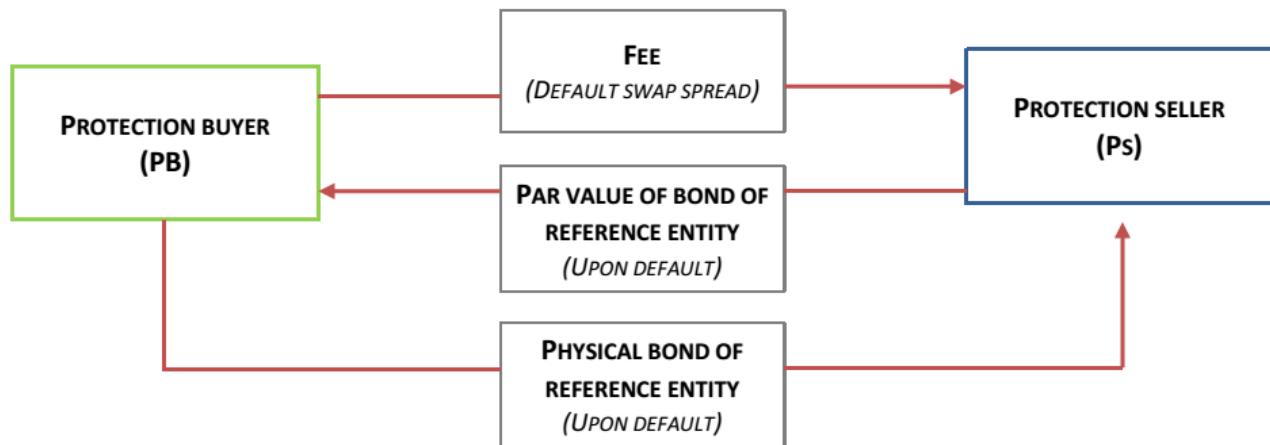 FEE
(DEFAULT SWAP SPREAD)
PROTECTION BUYER
(PB)
PROTECTION SELLER
(PS)
PAR VALUE OF BOND OF
REFERENCE ENTITY
(UPON DEFAULT)
PHYSICAL BOND OF
REFERENCE ENTITY
(UPON DEFAULT)